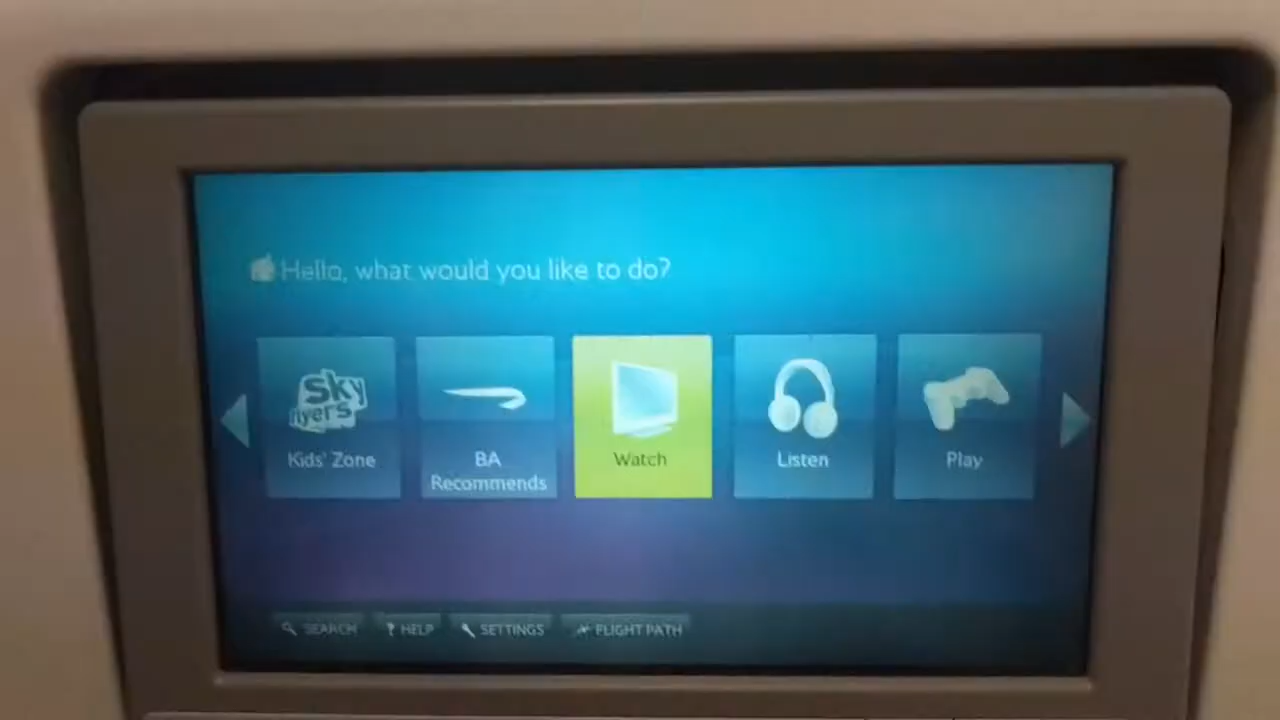 Hello, what would you like to do?
sky
flyers
Kids' Zone
BA
Recommends
Watch
Listen
Play
SEARCH
? HELP
SETTINGS
FLIGHT PATH